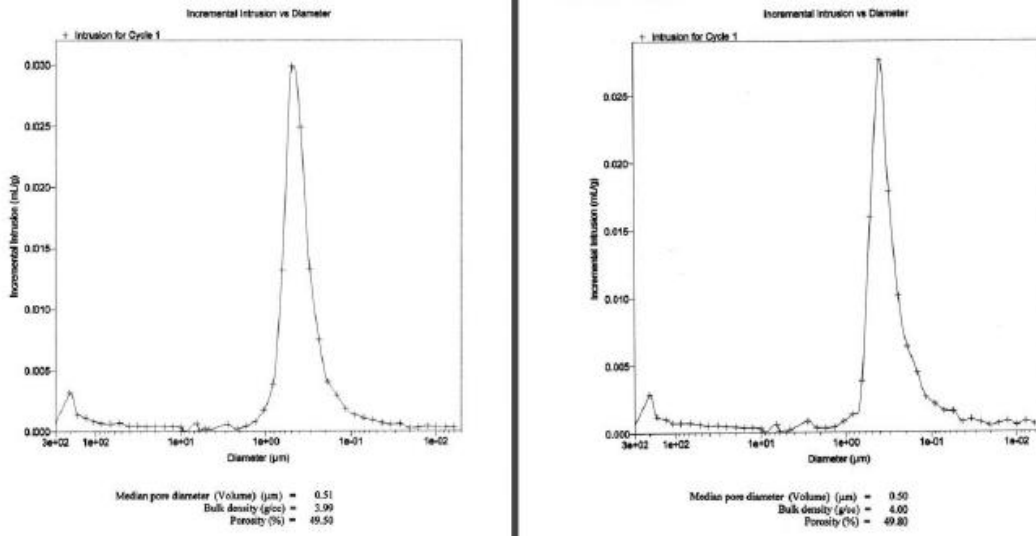 Incremental Intrusion vs Diameter
+ Intrusion for Cycle 1
Incremental Intrusion (mL/g)
0.030
0.025
0.020
0.015
0.010
0.005
0.000
3e+02 1e+02 1e+01 1e+00 1e-01 1e-02
Diameter (µm)
Median pore diameter (Volume) (µm) = 0.51
Bulk density (g/cc) = 3.99
Porosity (%) = 49.50
Incremental Intrusion vs Diameter
+ Intrusion for Cycle 1
Incremental Intrusion (mL/g)
0.025
0.020
0.015
0.010
0.005
0.000
3e+02 1e+02 1e+01 1e+00 1e-01 1e-02
Diameter (µm)
Median pore diameter (Volume) (µm) = 0.50
Bulk density (g/cc) = 4.00
Porosity (%) = 49.80